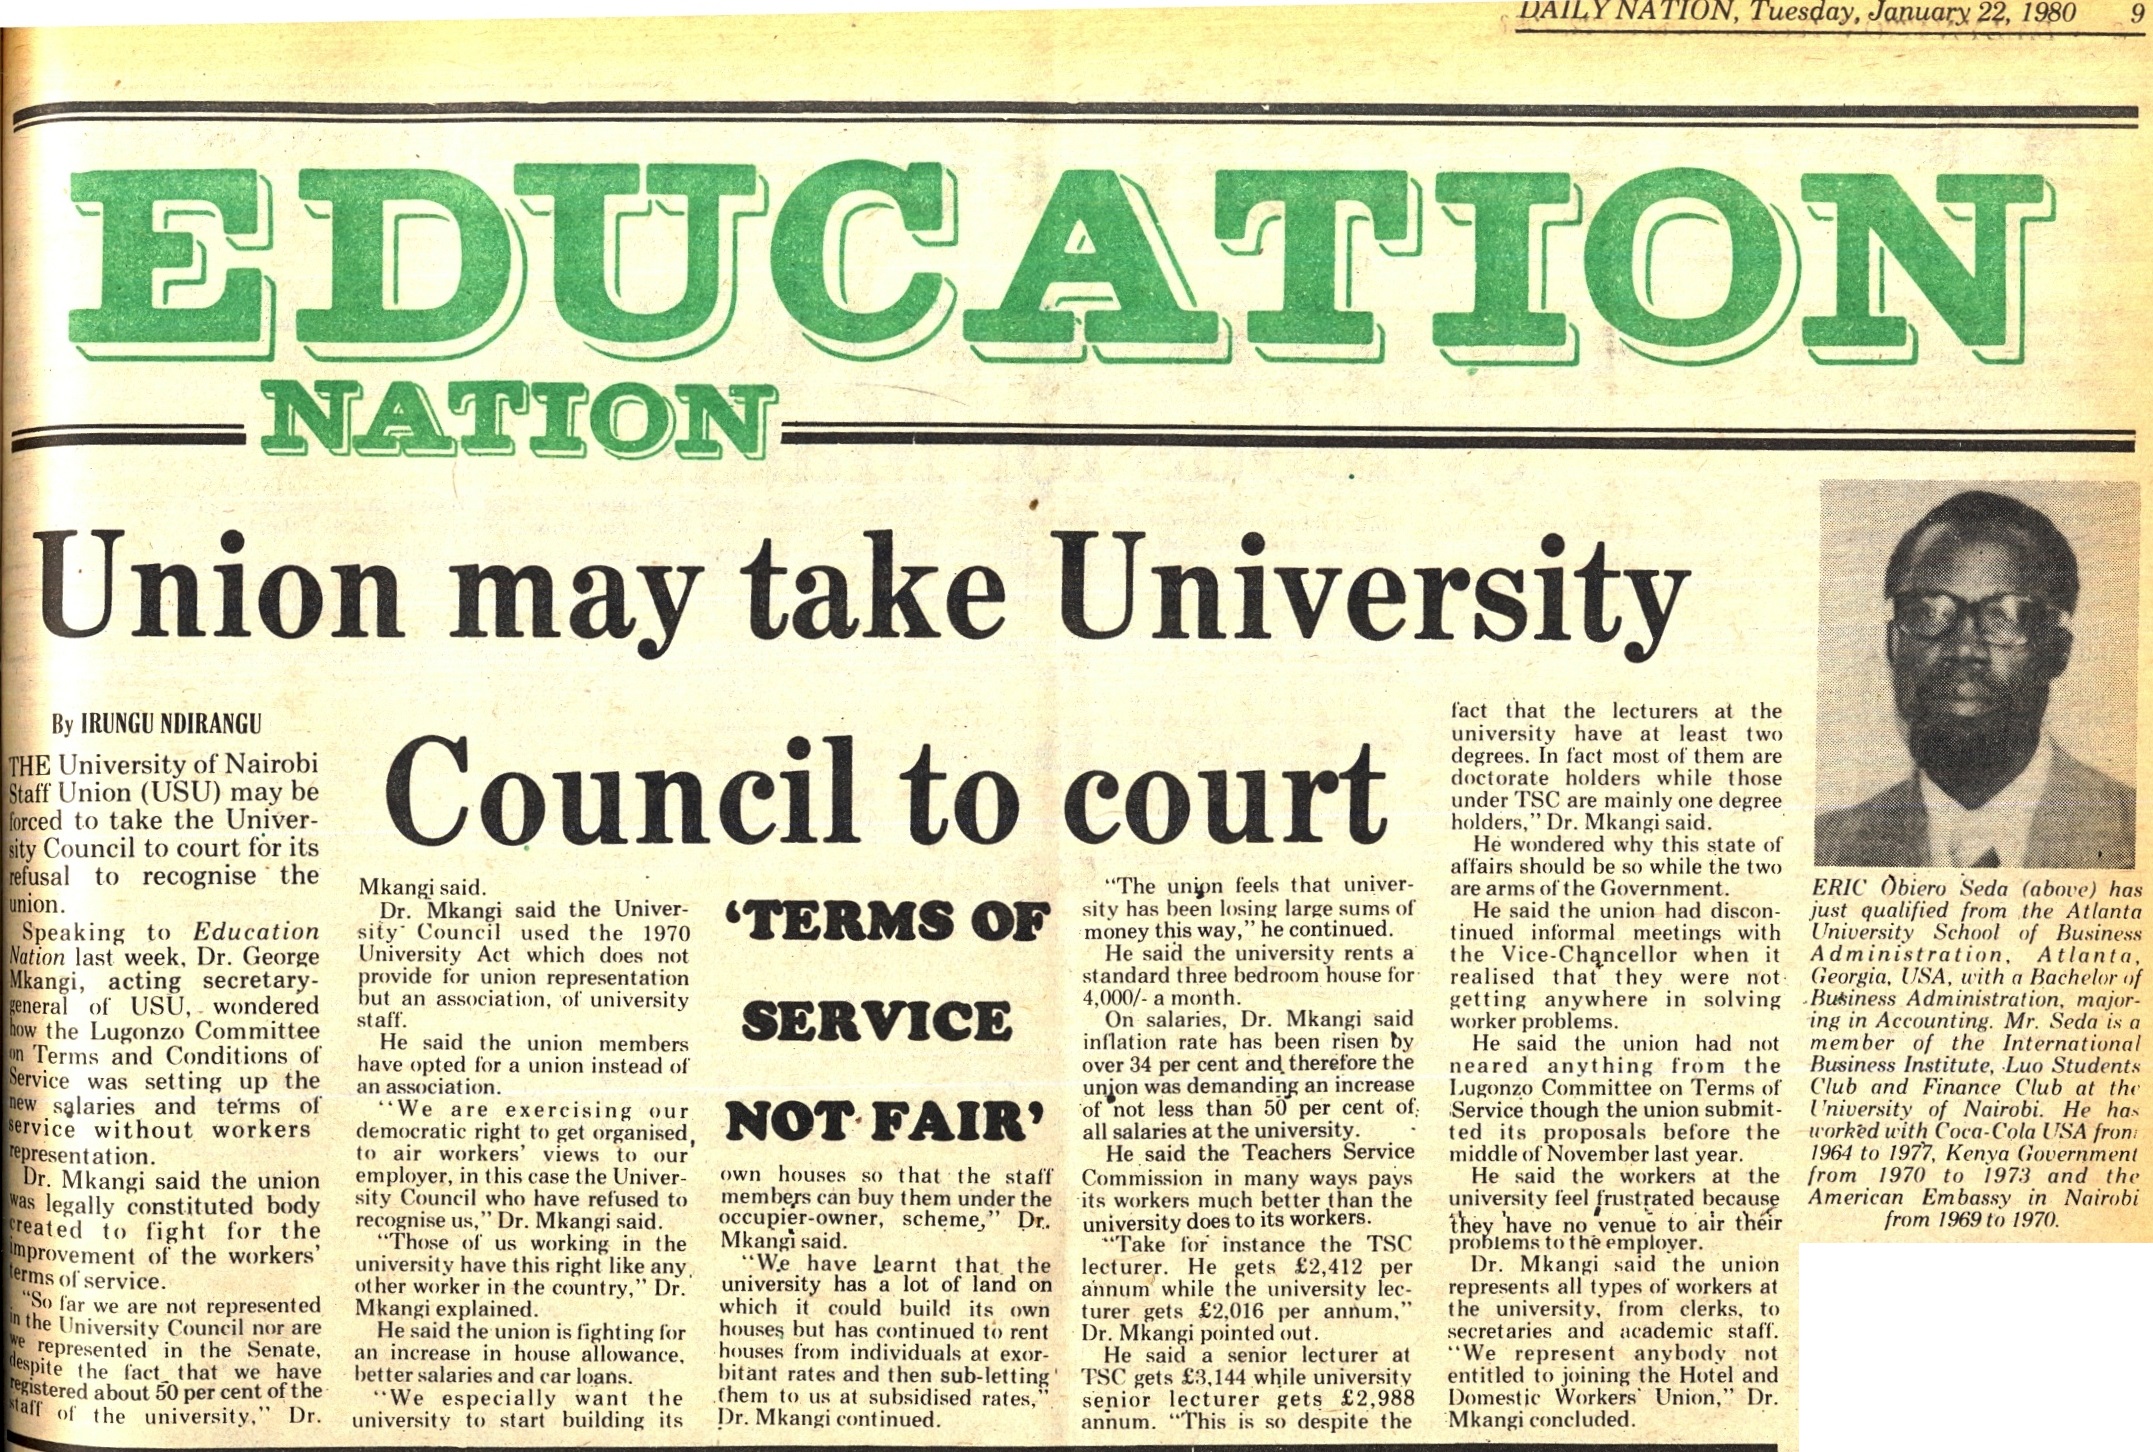 DAILY NATION, Tuesday, January 22, 1980 9
EDUCATION
NATION
Union may take University
Council to court
By IRUNGU NDIRANGU
THE University of Nairobi
Staff Union (USU) may be
forced to take the Univer-
sity Council to court for its
refusal to recognise the
union.
Speaking to Education
Nation last week, Dr. George
Mkangi, acting secretary-
general of USU, wondered
how the Lugonzo Committee
on Terms and Conditions of
Service was setting up the
new salaries and terms of
service without workers
representation.
Dr. Mkangi said the union
was legally constituted body
created to fight for the
improvement of the workers'
terms of service.
"So far we are not represented
in the University Council nor are
we represented in the Senate,
despite the fact that we have
registered about 50 per cent of the
staff of the university," Dr.
Mkangi said.
Dr. Mkangi said the Univer-
sity Council used the 1970
University Act which does not
provide for union representation
but an association, of university
staff.
He said the union members
have opted for a union instead of
an association.
"We are exercising our
democratic right to get organised,
to air workers' views to our
employer, in this case the Univer-
sity Council who have refused to
recognise us," Dr. Mkangi said.
"Those of us working in the
university have this right like any
other worker in the country," Dr.
Mkangi explained.
He said the union is fighting for
an increase in house allowance,
better salaries and car loans.
"We especially want the
university to start building its
'TERMS OF
SERVICE
NOT FAIR'
own houses so that the staff
members can buy them under the
occupier-owner, scheme," Dr.
Mkangi said.
"We have learnt that the
university has a lot of land on
which it could build its own
houses but has continued to rent
houses from individuals at exor-
bitant rates and then sub-letting
them to us at subsidised rates,"
Dr. Mkangi continued.
"The union feels that univer-
sity has been losing large sums of
money this way," he continued.
He said the university rents a
standard three bedroom house for
4,000/- a month.
On salaries, Dr. Mkangi said
inflation rate has been risen by
over 34 per cent and therefore the
union was demanding an increase
of not less than 50 per cent of
all salaries at the university.
He said the Teachers Service
Commission in many ways pays
its workers much better than the
university does to its workers.
"Take for instance the TSC
lecturer. He gets £2,412 per
annum while the university lec-
turer gets £2,016 per annum,"
Dr. Mkangi pointed out.
He said a senior lecturer at
TSC gets £3,144 while university
senior lecturer gets £2,988
annum. "This is so despite the
fact that the lecturers at the
university have at least two
degrees. In fact most of them are
doctorate holders while those
under TSC are mainly one degree
holders," Dr. Mkangi said.
He wondered why this state of
affairs should be so while the two
are arms of the Government.
He said the union had discon-
tinued informal meetings with
the Vice-Chancellor when it
realised that they were not
getting anywhere in solving
worker problems.
He said the union had not
neared anything from the
Lugonzo Committee on Terms of
Service though the union submit-
ted its proposals before the
middle of November last year.
He said the workers at the
university feel frustrated because
they have no venue to air their
problems to the employer.
Dr. Mkangi said the union
represents all types of workers at
the university, from clerks, to
secretaries and academic staff.
"We represent anybody not
entitled to joining the Hotel and
Domestic Workers' Union," Dr.
Mkangi concluded.
ERIC Obiero Seda (above) has
just qualified from the Atlanta
University School of Business
Administration, Atlanta,
Georgia, USA, with a Bachelor of
Business Administration, major-
ing in Accounting. Mr. Seda is a
member of the International
Business Institute, Luo Students
Club and Finance Club at the
University of Nairobi. He has
worked with Coca-Cola USA from
1964 to 1977, Kenya Government
from 1970 to 1973 and the
American Embassy in Nairobi
from 1969 to 1970.